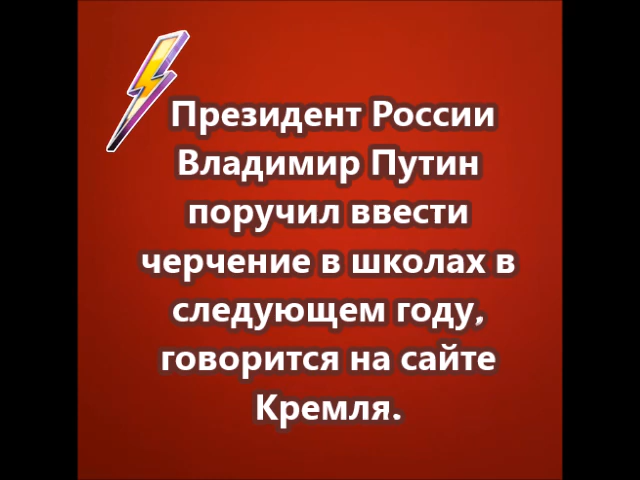 Президент России
Владимир Путин
поручил ввести
черчение в школах в
следующем году,
говорится на сайте
Кремля.